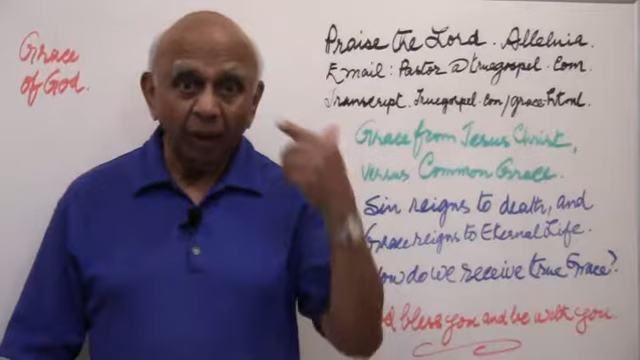 Grace
of God.
Praise the Lord. Alleluia.
Email: Pastor@truegospel.com.
Transcript. Truegospel.com/grace1.html.
Grace from Jesus Christ,
versus Common Grace.
Sin reigns to death, and
Grace reigns to Eternal Life.
How do we receive true Grace?
bless you and be with you.